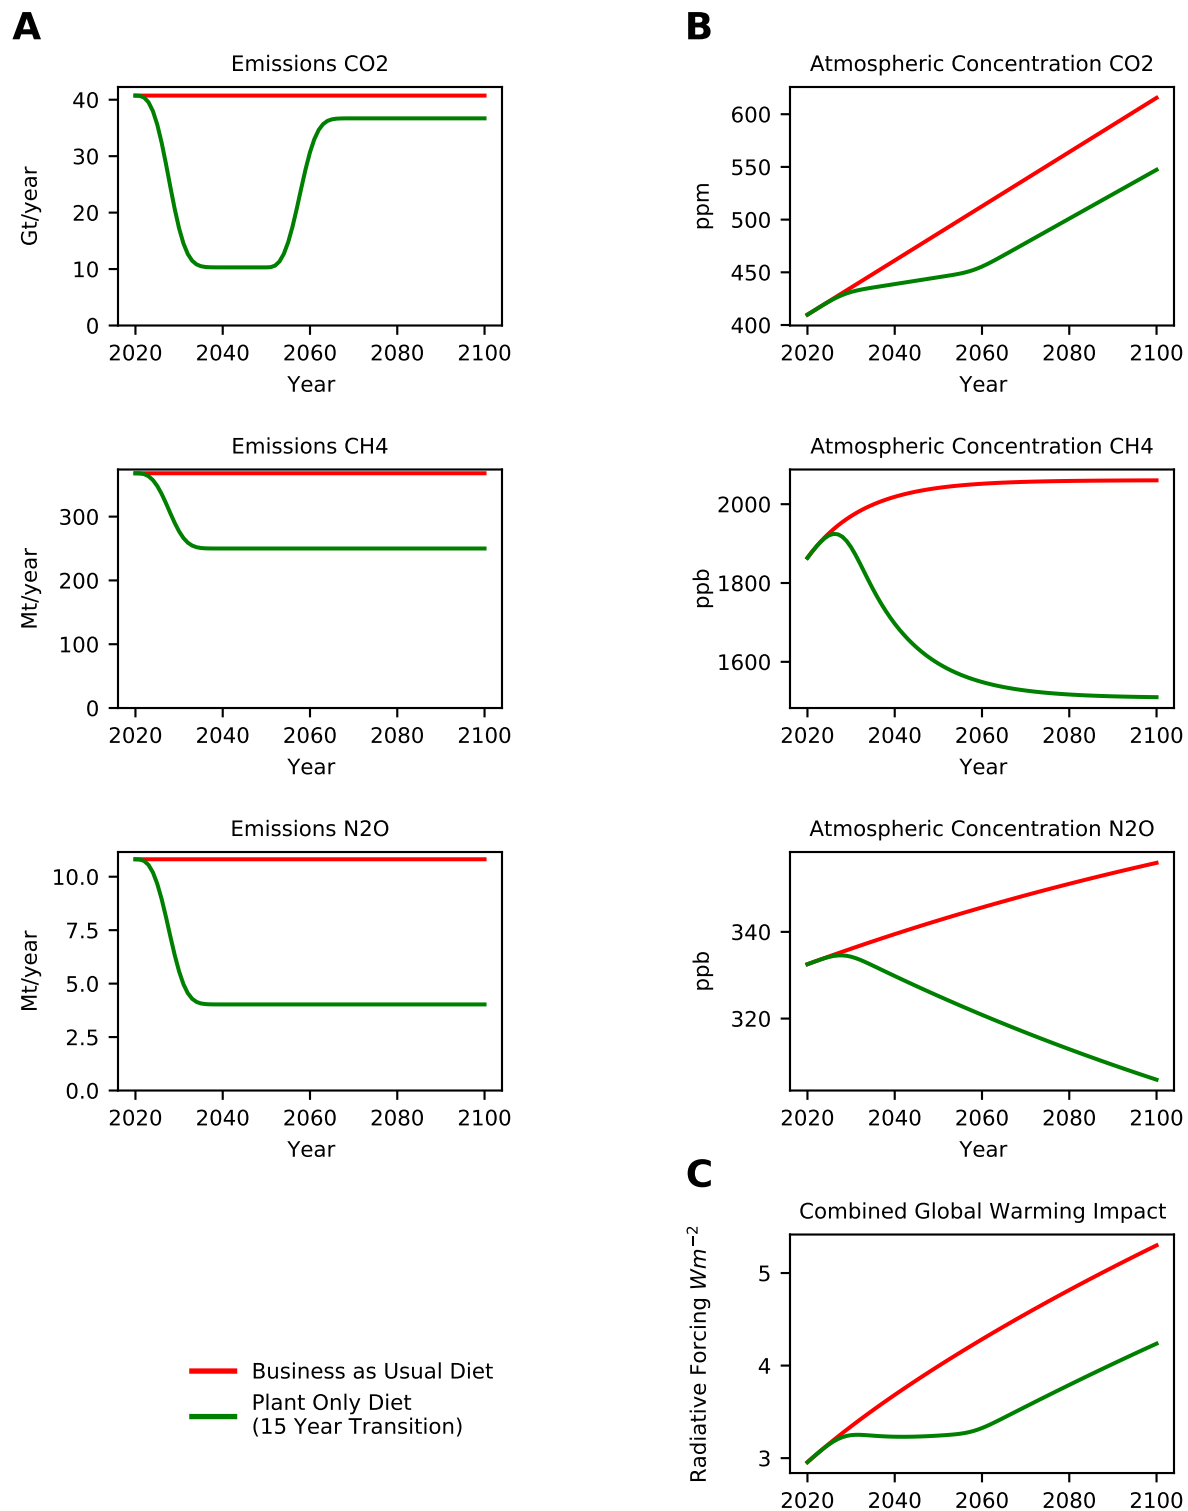 A
Emissions CO2
Gt/year
40
30
20
10
0
2020 2040 2060 2080 2100
Year
B
Atmospheric Concentration CO2
ppm
600
550
500
450
400
2020 2040 2060 2080 2100
Year
Emissions CH4
Mt/year
300
200
100
0
2020 2040 2060 2080 2100
Year
Atmospheric Concentration CH4
ppb
2000
1800
1600
2020 2040 2060 2080 2100
Year
Emissions N2O
Mt/year
10.0
7.5
5.0
2.5
0.0
2020 2040 2060 2080 2100
Year
Atmospheric Concentration N2O
ppb
340
320
2020 2040 2060 2080 2100
Year
C
Combined Global Warming Impact
Radiative Forcing Wm⁻²
5
4
3
2020 2040 2060 2080 2100
Business as Usual Diet
Plant Only Diet
(15 Year Transition)